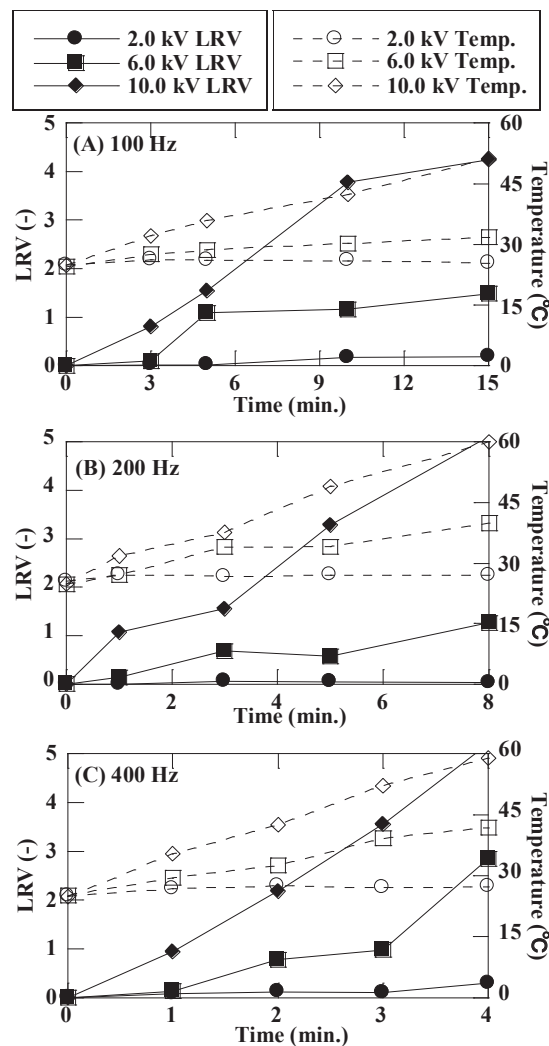 2.0 kV LRV
6.0 kV LRV
10.0 kV LRV
2.0 kV Temp.
6.0 kV Temp.
10.0 kV Temp.
(A) 100 Hz
LRV (-)
5
4
3
2
1
0
60
45
30
15
0
Temperature (℃)
0 3 6 9 12 15
Time (min.)
(B) 200 Hz
LRV (-)
5
4
3
2
1
0
60
45
30
15
0
Temperature (℃)
0 2 4 6 8
Time (min.)
(C) 400 Hz
LRV (-)
5
4
3
2
1
0
60
45
30
15
0
Temperature (℃)
0 1 2 3 4
Time (min.)